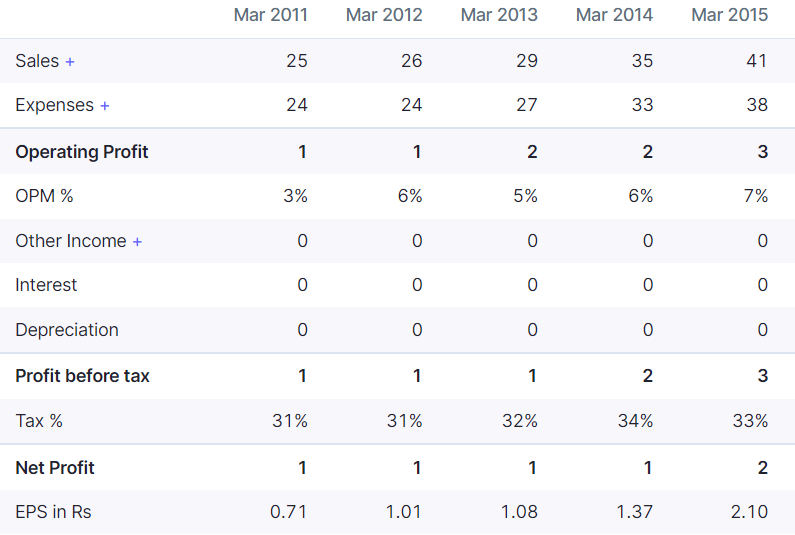 Mar 2011 Mar 2012 Mar 2013 Mar 2014 Mar 2015
Sales + 25 26 29 35 41
Expenses + 24 24 27 33 38
Operating Profit 1 1 2 2 3
OPM % 3% 6% 5% 6% 7%
Other Income + 0 0 0 0 0
Interest 0 0 0 0 0
Depreciation 0 0 0 0 0
Profit before tax 1 1 1 2 3
Tax % 31% 31% 32% 34% 33%
Net Profit 1 1 1 1 2
EPS in Rs 0.71 1.01 1.08 1.37 2.10